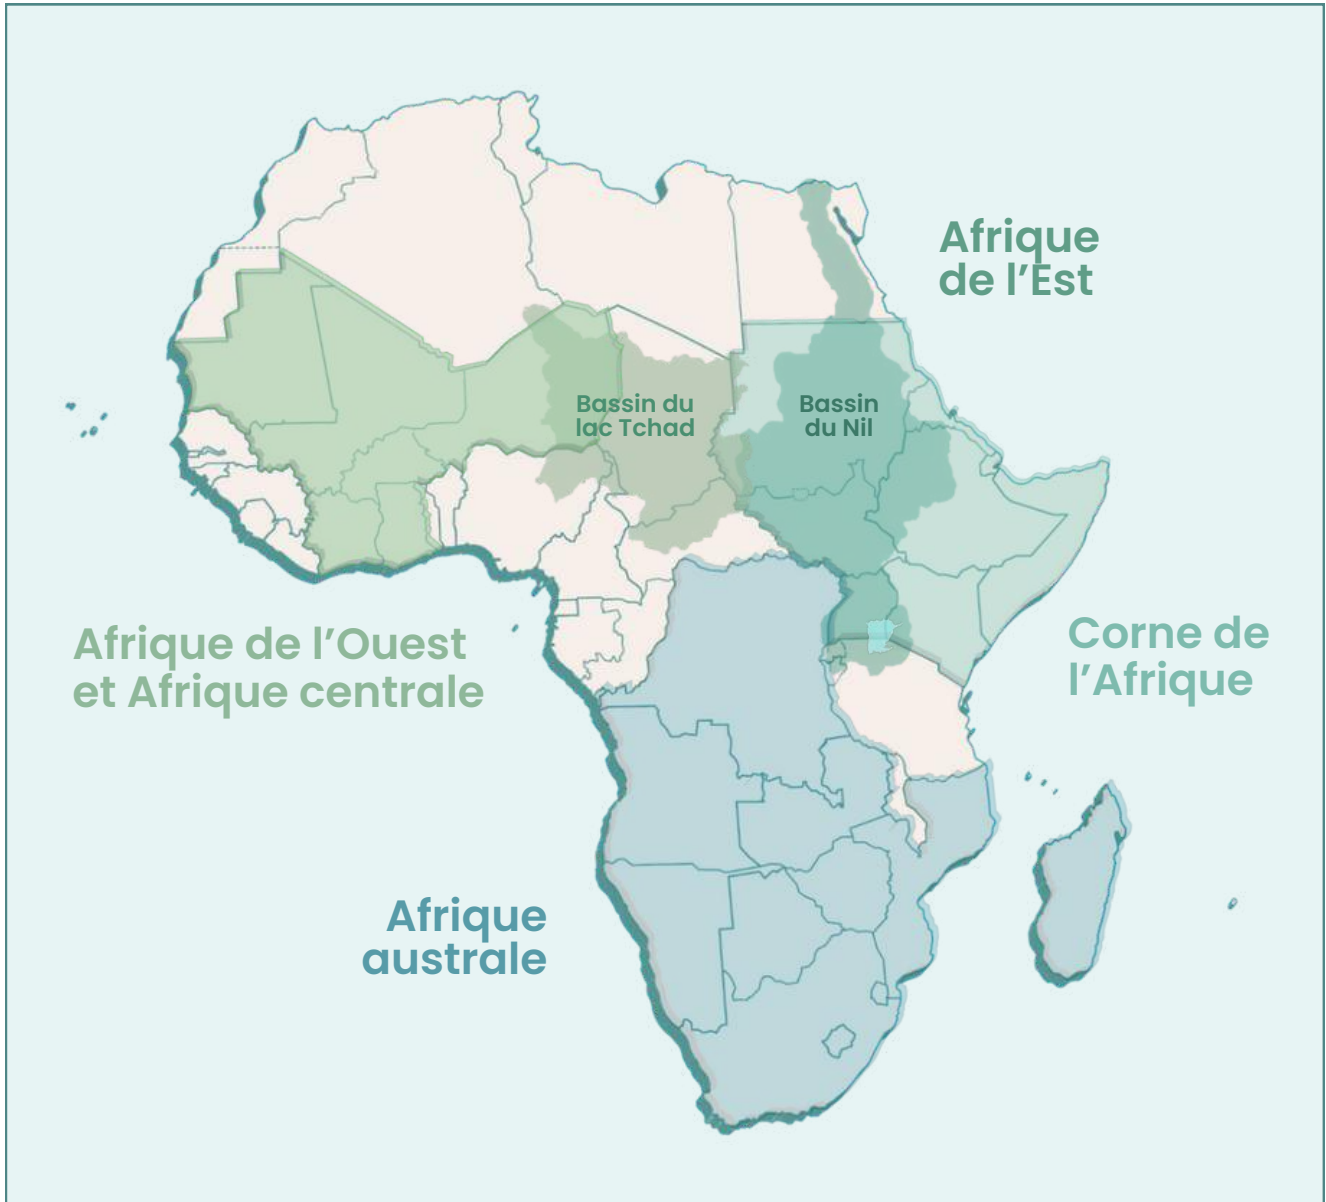 Afrique
de l’Est
Bassin du
lac Tchad
Bassin
du Nil
Afrique de l’Ouest
et Afrique centrale
Corne de
l’Afrique
Afrique
australe